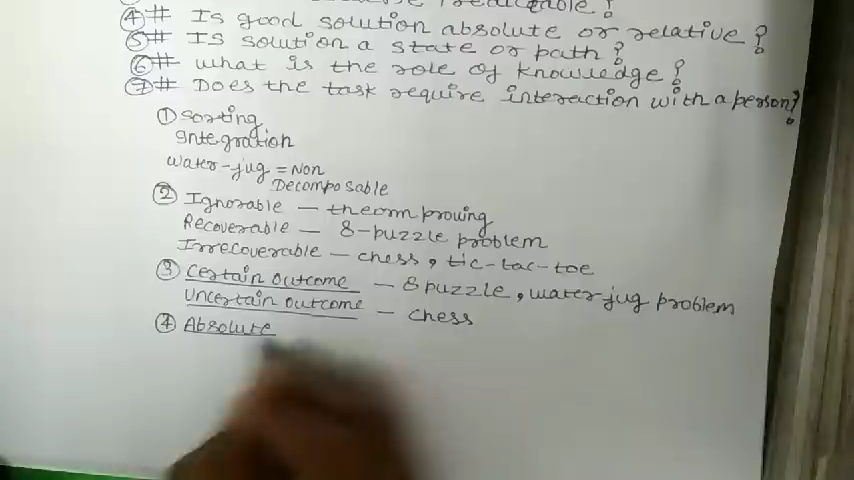 ④# Is good solution absolute or relative?
⑤# Is solution a state or path?
⑥# what is the role of knowledge?
⑦# Does the task require interaction with a person?
① Sorting
Integration
water-jug = Non
Decomposable
② Ignorable — theorm proving
Recoverable — 8-puzzle problem
Irrecoverable — chess, tic-tac-toe
③ Certain outcome — 8 puzzle, water-jug problem
Uncertain outcome — chess
④ Absolute